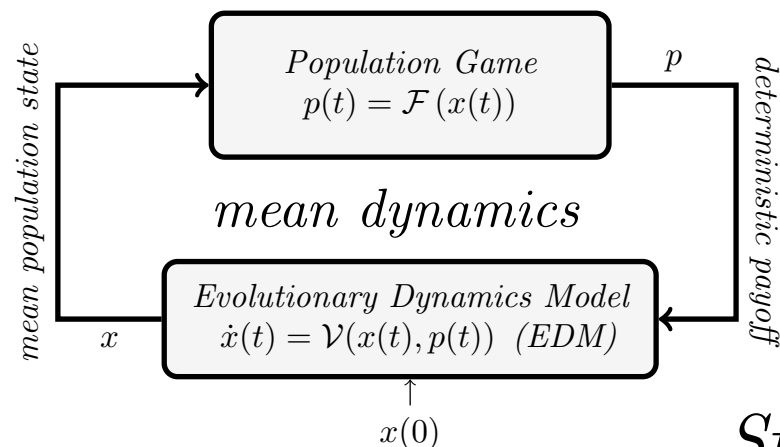 Population Game
p(t) = F (x(t))
p
mean population state
deterministic payoff
mean dynamics
Evolutionary Dynamics Model
ẋ(t) = V(x(t), p(t)) (EDM)
x
↑
x(0)